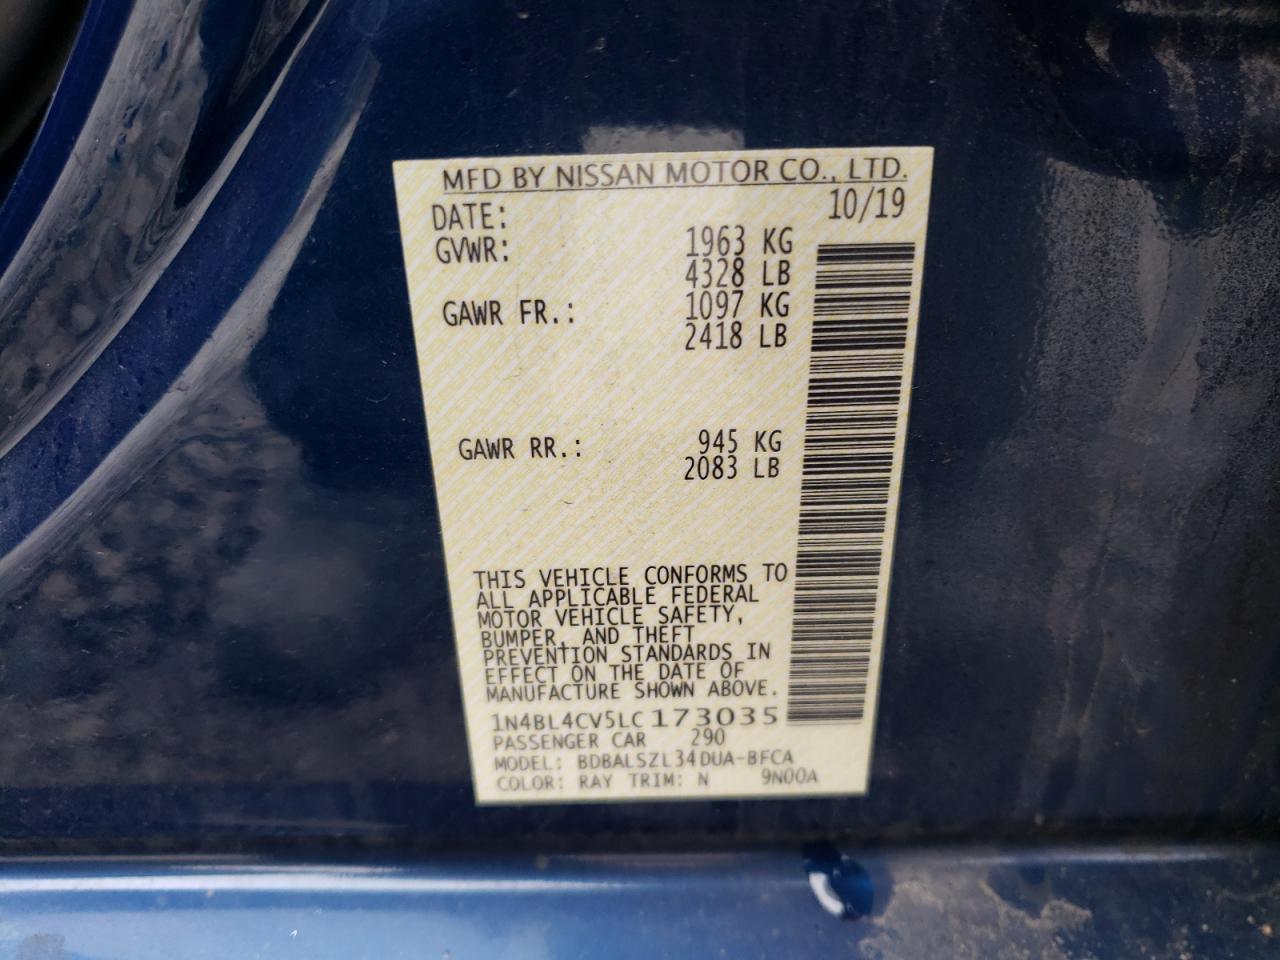 MFD BY NISSAN MOTOR CO., LTD.
DATE: 10/19
GVWR: 1963 KG
4328 LB
GAWR FR.: 1097 KG
2418 LB
GAWR RR.: 945 KG
2083 LB
THIS VEHICLE CONFORMS TO
ALL APPLICABLE FEDERAL
MOTOR VEHICLE SAFETY,
BUMPER, AND THEFT
PREVENTION STANDARDS IN
EFFECT ON THE DATE OF
MANUFACTURE SHOWN ABOVE.
1N4BL4CV5LC173035
PASSENGER CAR 290
MODEL: BDBALSZL34DUA-BFCA
COLOR: RAY TRIM: N 9N00A